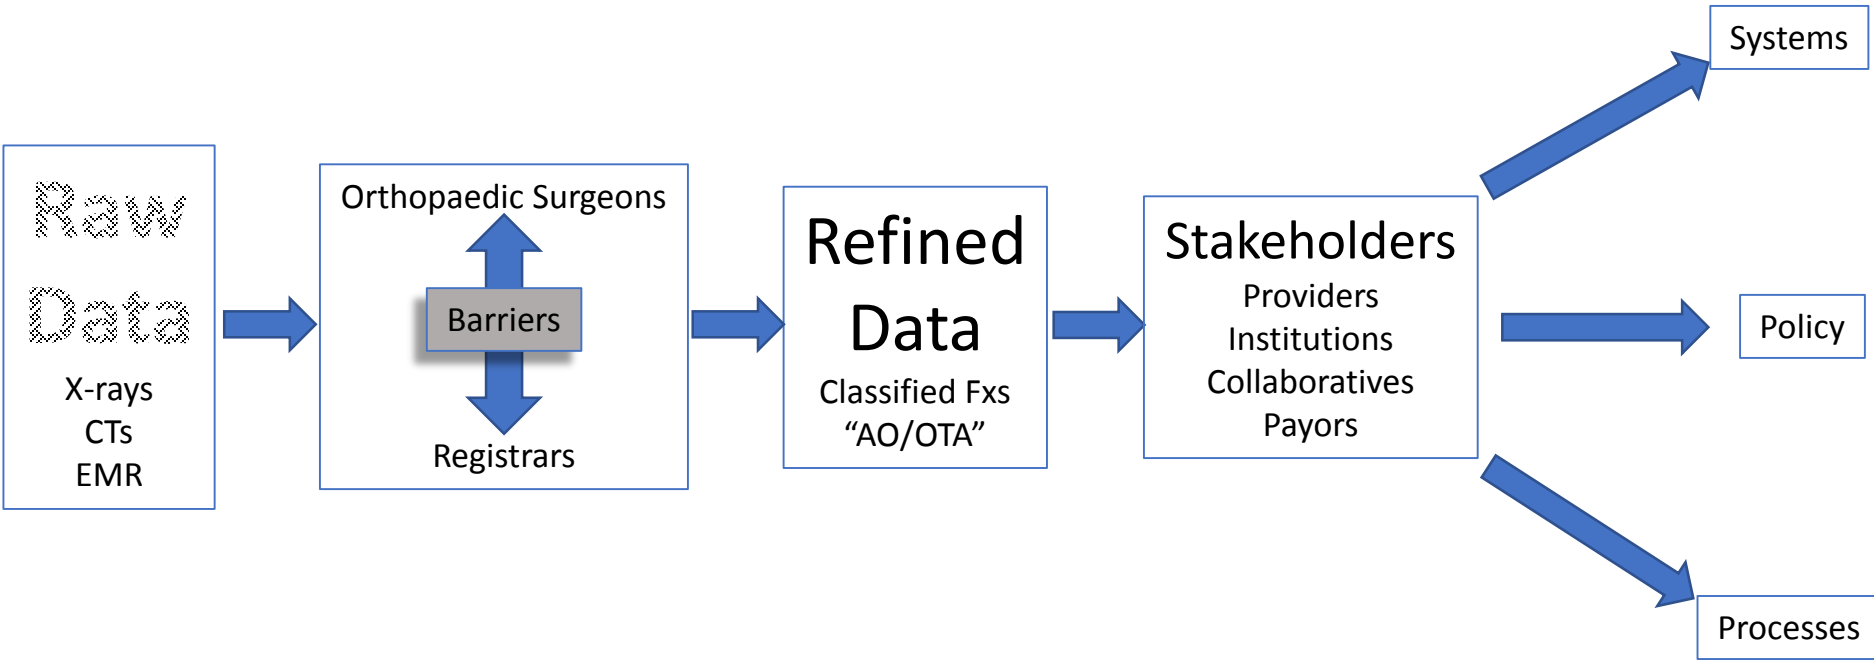 Raw
Data
X-rays
CTs
EMR
Orthopaedic Surgeons
Barriers
Registrars
Refined
Data
Classified Fxs
“AO/OTA”
Stakeholders
Providers
Institutions
Collaboratives
Payors
Systems
Policy
Processes